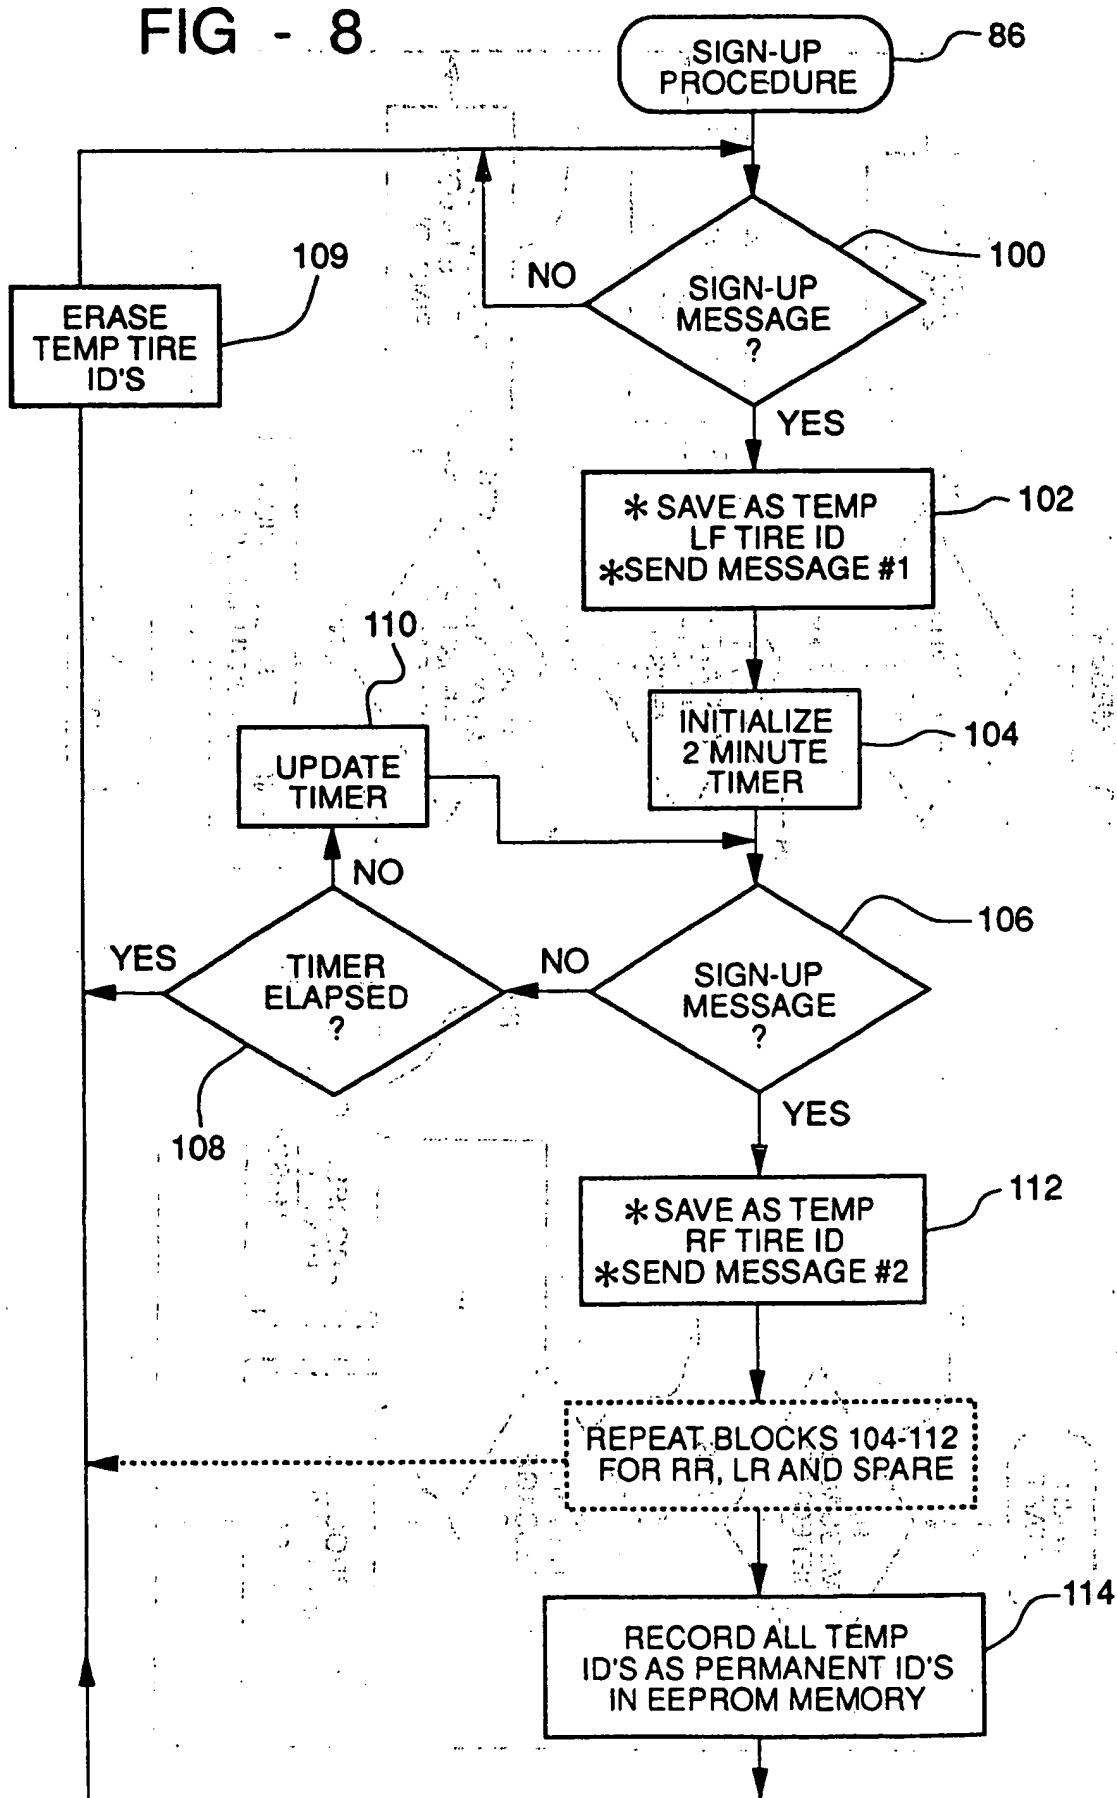 FIG - 8
SIGN-UP
PROCEDURE
86
109
NO
SIGN-UP
MESSAGE
?
100
ERASE
TEMP TIRE
ID'S
YES
* SAVE AS TEMP
LF TIRE ID
*SEND MESSAGE #1
102
110
INITIALIZE
2 MINUTE
TIMER
104
UPDATE
TIMER
NO
106
YES
TIMER
ELAPSED
?
NO
SIGN-UP
MESSAGE
?
108
YES
* SAVE AS TEMP
RF TIRE ID
*SEND MESSAGE #2
112
REPEAT BLOCKS 104-112
FOR RR, LR AND SPARE
114
RECORD ALL TEMP
ID'S AS PERMANENT ID'S
IN EEPROM MEMORY